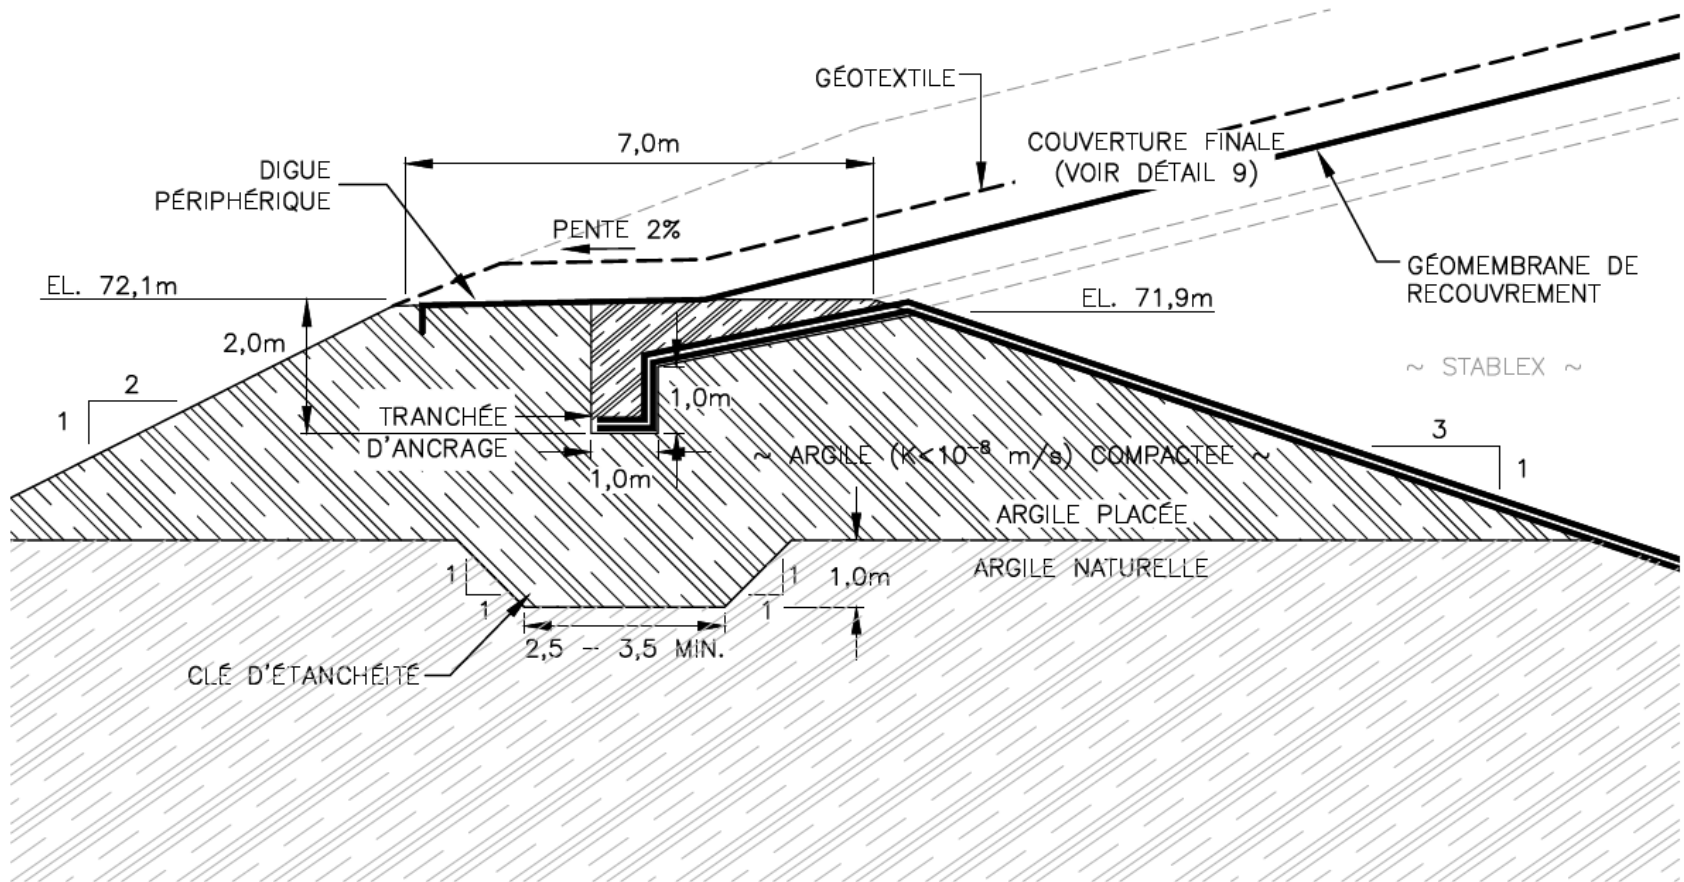 GÉOTEXTILE
COUVERTURE FINALE
(VOIR DÉTAIL 9)
7,0m
DIGUE
PÉRIPHÉRIQUE
PENTE 2%
GÉOMEMBRANE DE
RECOUVREMENT
EL. 72,1m
EL. 71,9m
2,0m
~ STABLEX ~
2
1
TRANCHÉE
D'ANCRAGE
1,0m
1,0m
~ ARGILE (K<10⁻⁸ m/s) COMPACTEE ~
3
1
ARGILE PLACÉE
ARGILE NATURELLE
1
1
1
1
1,0m
2,5 - 3,5 MIN.
CLÉ D'ÉTANCHÉITÉ